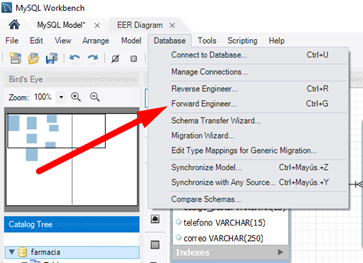 MySQL Workbench
MySQL Model*
EER Diagram
File Edit View Arrange Model Database Tools Scripting Help
Connect to Database... Ctrl+U
Manage Connections...
Reverse Engineer... Ctrl+R
Forward Engineer... Ctrl+G
Schema Transfer Wizard...
Migration Wizard...
Edit Type Mappings for Generic Migration...
Synchronize Model... Ctrl+Mayús.+Z
Synchronize with Any Source... Ctrl+Mayús.+Y
Compare Schemas...
Bird's Eye
Zoom: 100%
Catalog Tree
farmacia
telefono VARCHAR(15)
correo VARCHAR(250)
Indexes